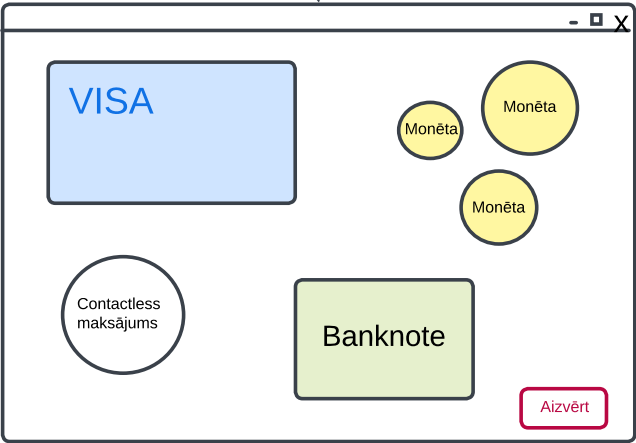 X
VISA
Monēta
Monēta
Monēta
Contactless
maksājums
Banknote
Aizvērt